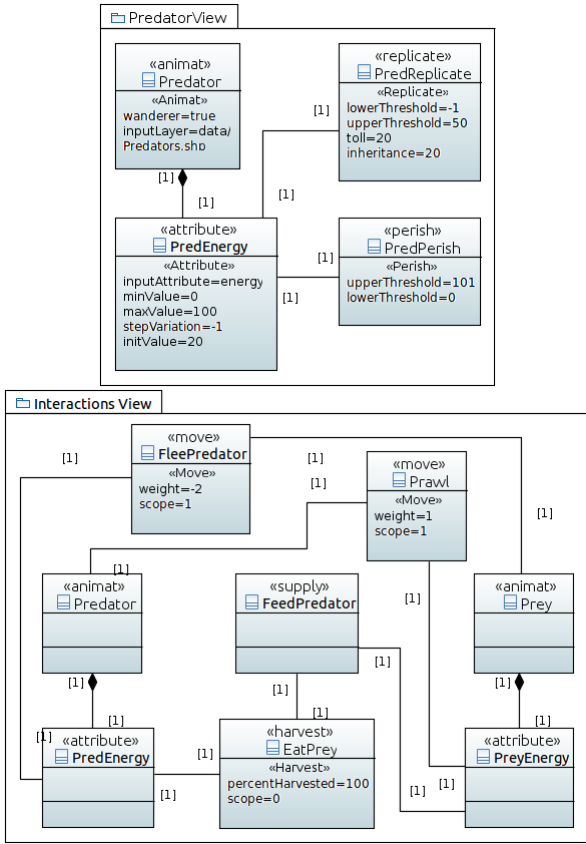 PredatorView
«animat»
Predator
«Animat»
wanderer=true
inputLayer=data/
Predators.shp
«replicate»
PredReplicate
«Replicate»
lowerThreshold=-1
upperThreshold=50
toll=20
inheritance=20
[1]
[1]
[1]
[1]
«attribute»
PredEnergy
«Attribute»
inputAttribute=energy
minValue=0
maxValue=100
stepVariation=-1
initValue=20
[1]
[1]
«perish»
PredPerish
«Perish»
upperThreshold=101
lowerThreshold=0
Interactions View
«move»
FleePredator
«Move»
weight=-2
scope=1
[1]
[1]
[1]
«move»
Prawl
«Move»
weight=1
scope=1
[1]
[1]
[1]
«animat»
Predator
«supply»
FeedPredator
«animat»
Prey
[1]
[1]
[1]
[1]
[1]
[1]
[1]
[1]
«attribute»
PredEnergy
[1]
[1]
«harvest»
EatPrey
«Harvest»
percentHarvested=100
scope=0
[1]
[1]
«attribute»
PreyEnergy